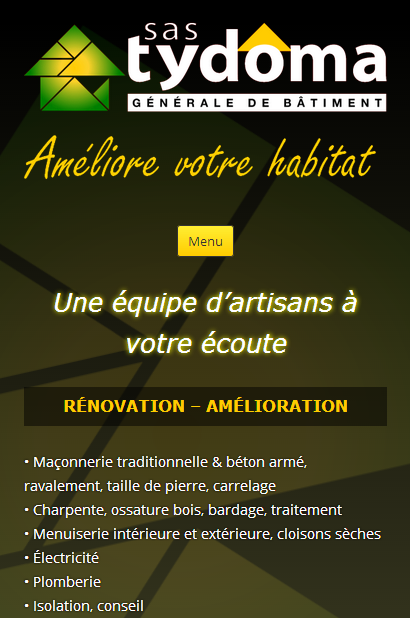 sas
tydoma
GÉNÉRALE DE BÂTIMENT
Améliore votre habitat
Menu
Une équipe d’artisans à
votre écoute
RÉNOVATION – AMÉLIORATION
• Maçonnerie traditionnelle & béton armé,
ravalement, taille de pierre, carrelage
• Charpente, ossature bois, bardage, traitement
• Menuiserie intérieure et extérieure, cloisons sèches
• Électricité
• Plomberie
• Isolation, conseil